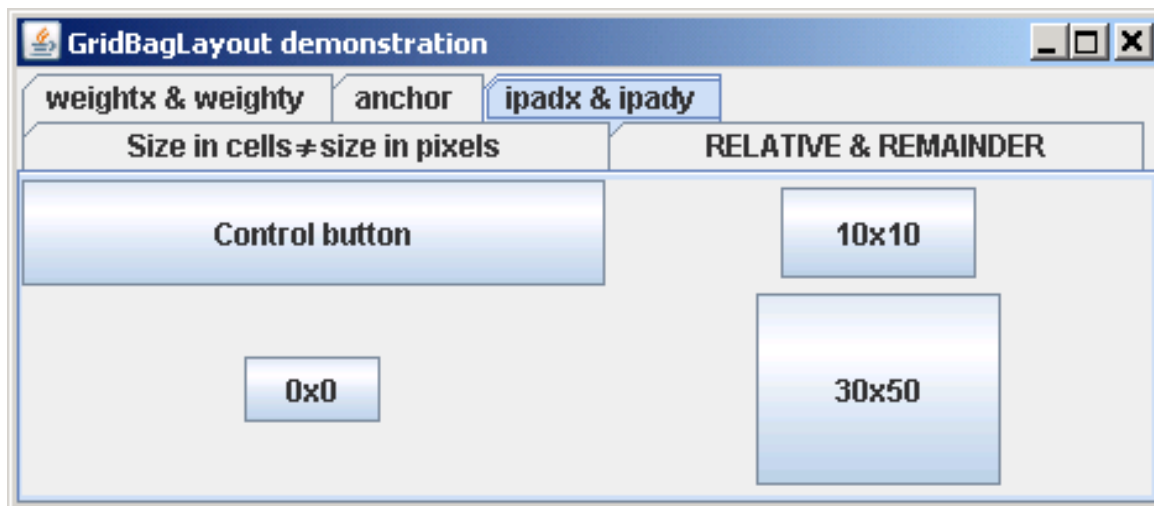 GridBagLayout demonstration
weightx & weighty anchor ipadx & ipady
Size in cells≠size in pixels RELATIVE & REMAINDER
Control button 10x10
0x0 30x50